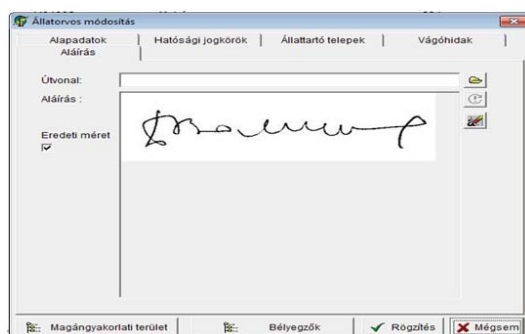 Állatorvos módosítás
Alapadatok Hatósági jogkörök Állattartó telepek Vágóhidak
Aláírás
Útvonal:
Aláírás :
Eredeti méret
Magángyakorlati terület Bélyegzők Rögzítés Mégsem